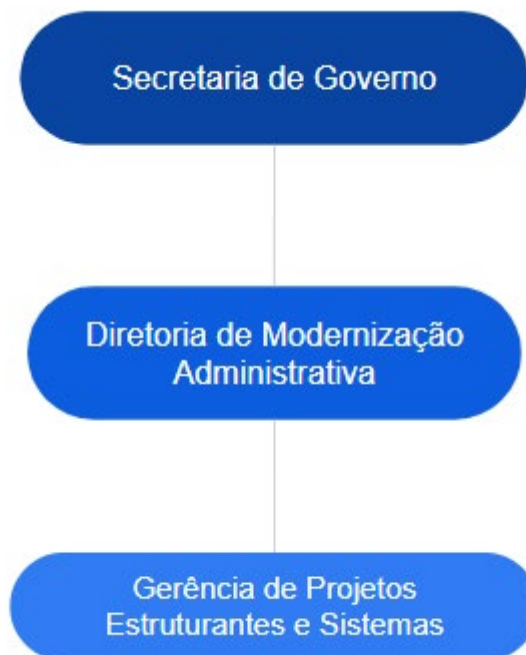 Secretaria de Governo
Diretoria de Modernização
Administrativa
Gerência de Projetos
Estruturantes e Sistemas